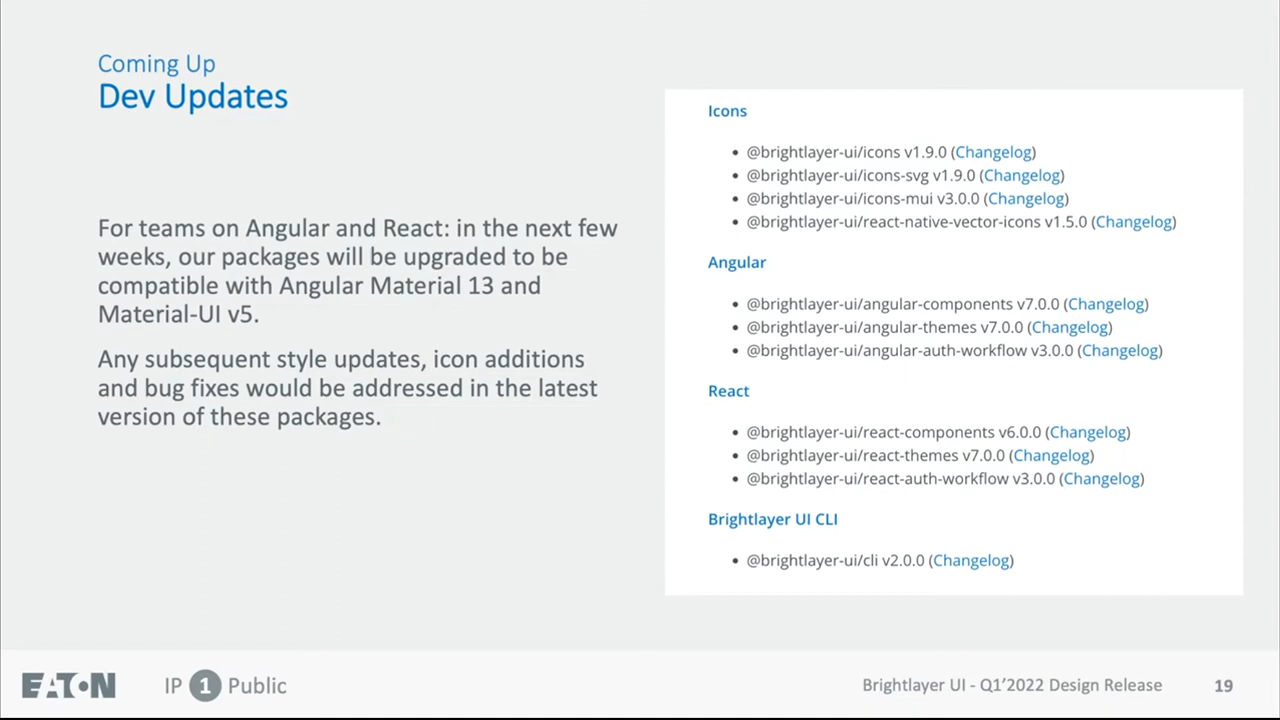 Coming Up
Dev Updates
For teams on Angular and React: in the next few
weeks, our packages will be upgraded to be
compatible with Angular Material 13 and
Material-UI v5.
Any subsequent style updates, icon additions
and bug fixes would be addressed in the latest
version of these packages.
Icons
• @brightlayer-ui/icons v1.9.0 (Changelog)
• @brightlayer-ui/icons-svg v1.9.0 (Changelog)
• @brightlayer-ui/icons-mui v3.0.0 (Changelog)
• @brightlayer-ui/react-native-vector-icons v1.5.0 (Changelog)
Angular
• @brightlayer-ui/angular-components v7.0.0 (Changelog)
• @brightlayer-ui/angular-themes v7.0.0 (Changelog)
• @brightlayer-ui/angular-auth-workflow v3.0.0 (Changelog)
React
• @brightlayer-ui/react-components v6.0.0 (Changelog)
• @brightlayer-ui/react-themes v7.0.0 (Changelog)
• @brightlayer-ui/react-auth-workflow v3.0.0 (Changelog)
Brightlayer UI CLI
• @brightlayer-ui/cli v2.0.0 (Changelog)
EATON IP 1 Public
Brightlayer UI - Q1’2022 Design Release 19